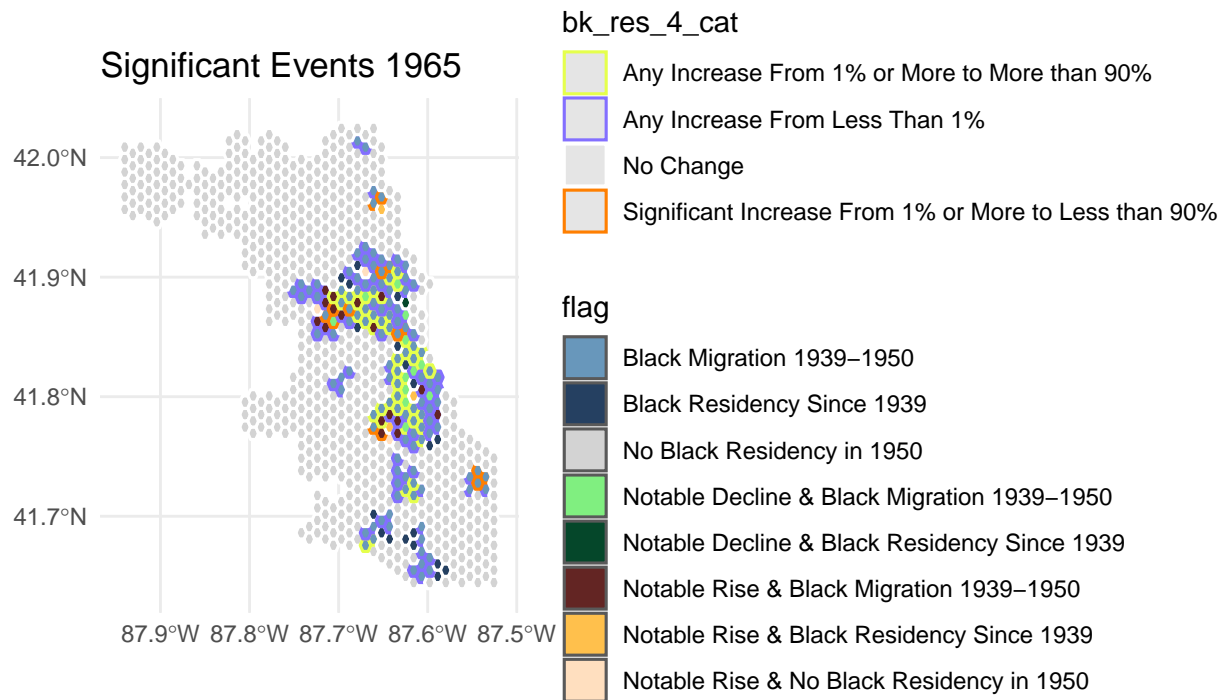 Significant Events 1965
42.0°N
41.9°N
41.8°N
41.7°N
87.9°W 87.8°W 87.7°W 87.6°W 87.5°W
bk_res_4_cat
Any Increase From 1% or More to More than 90%
Any Increase From Less Than 1%
No Change
Significant Increase From 1% or More to Less than 90%
flag
Black Migration 1939−1950
Black Residency Since 1939
No Black Residency in 1950
Notable Decline & Black Migration 1939−1950
Notable Decline & Black Residency Since 1939
Notable Rise & Black Migration 1939−1950
Notable Rise & Black Residency Since 1939
Notable Rise & No Black Residency in 1950